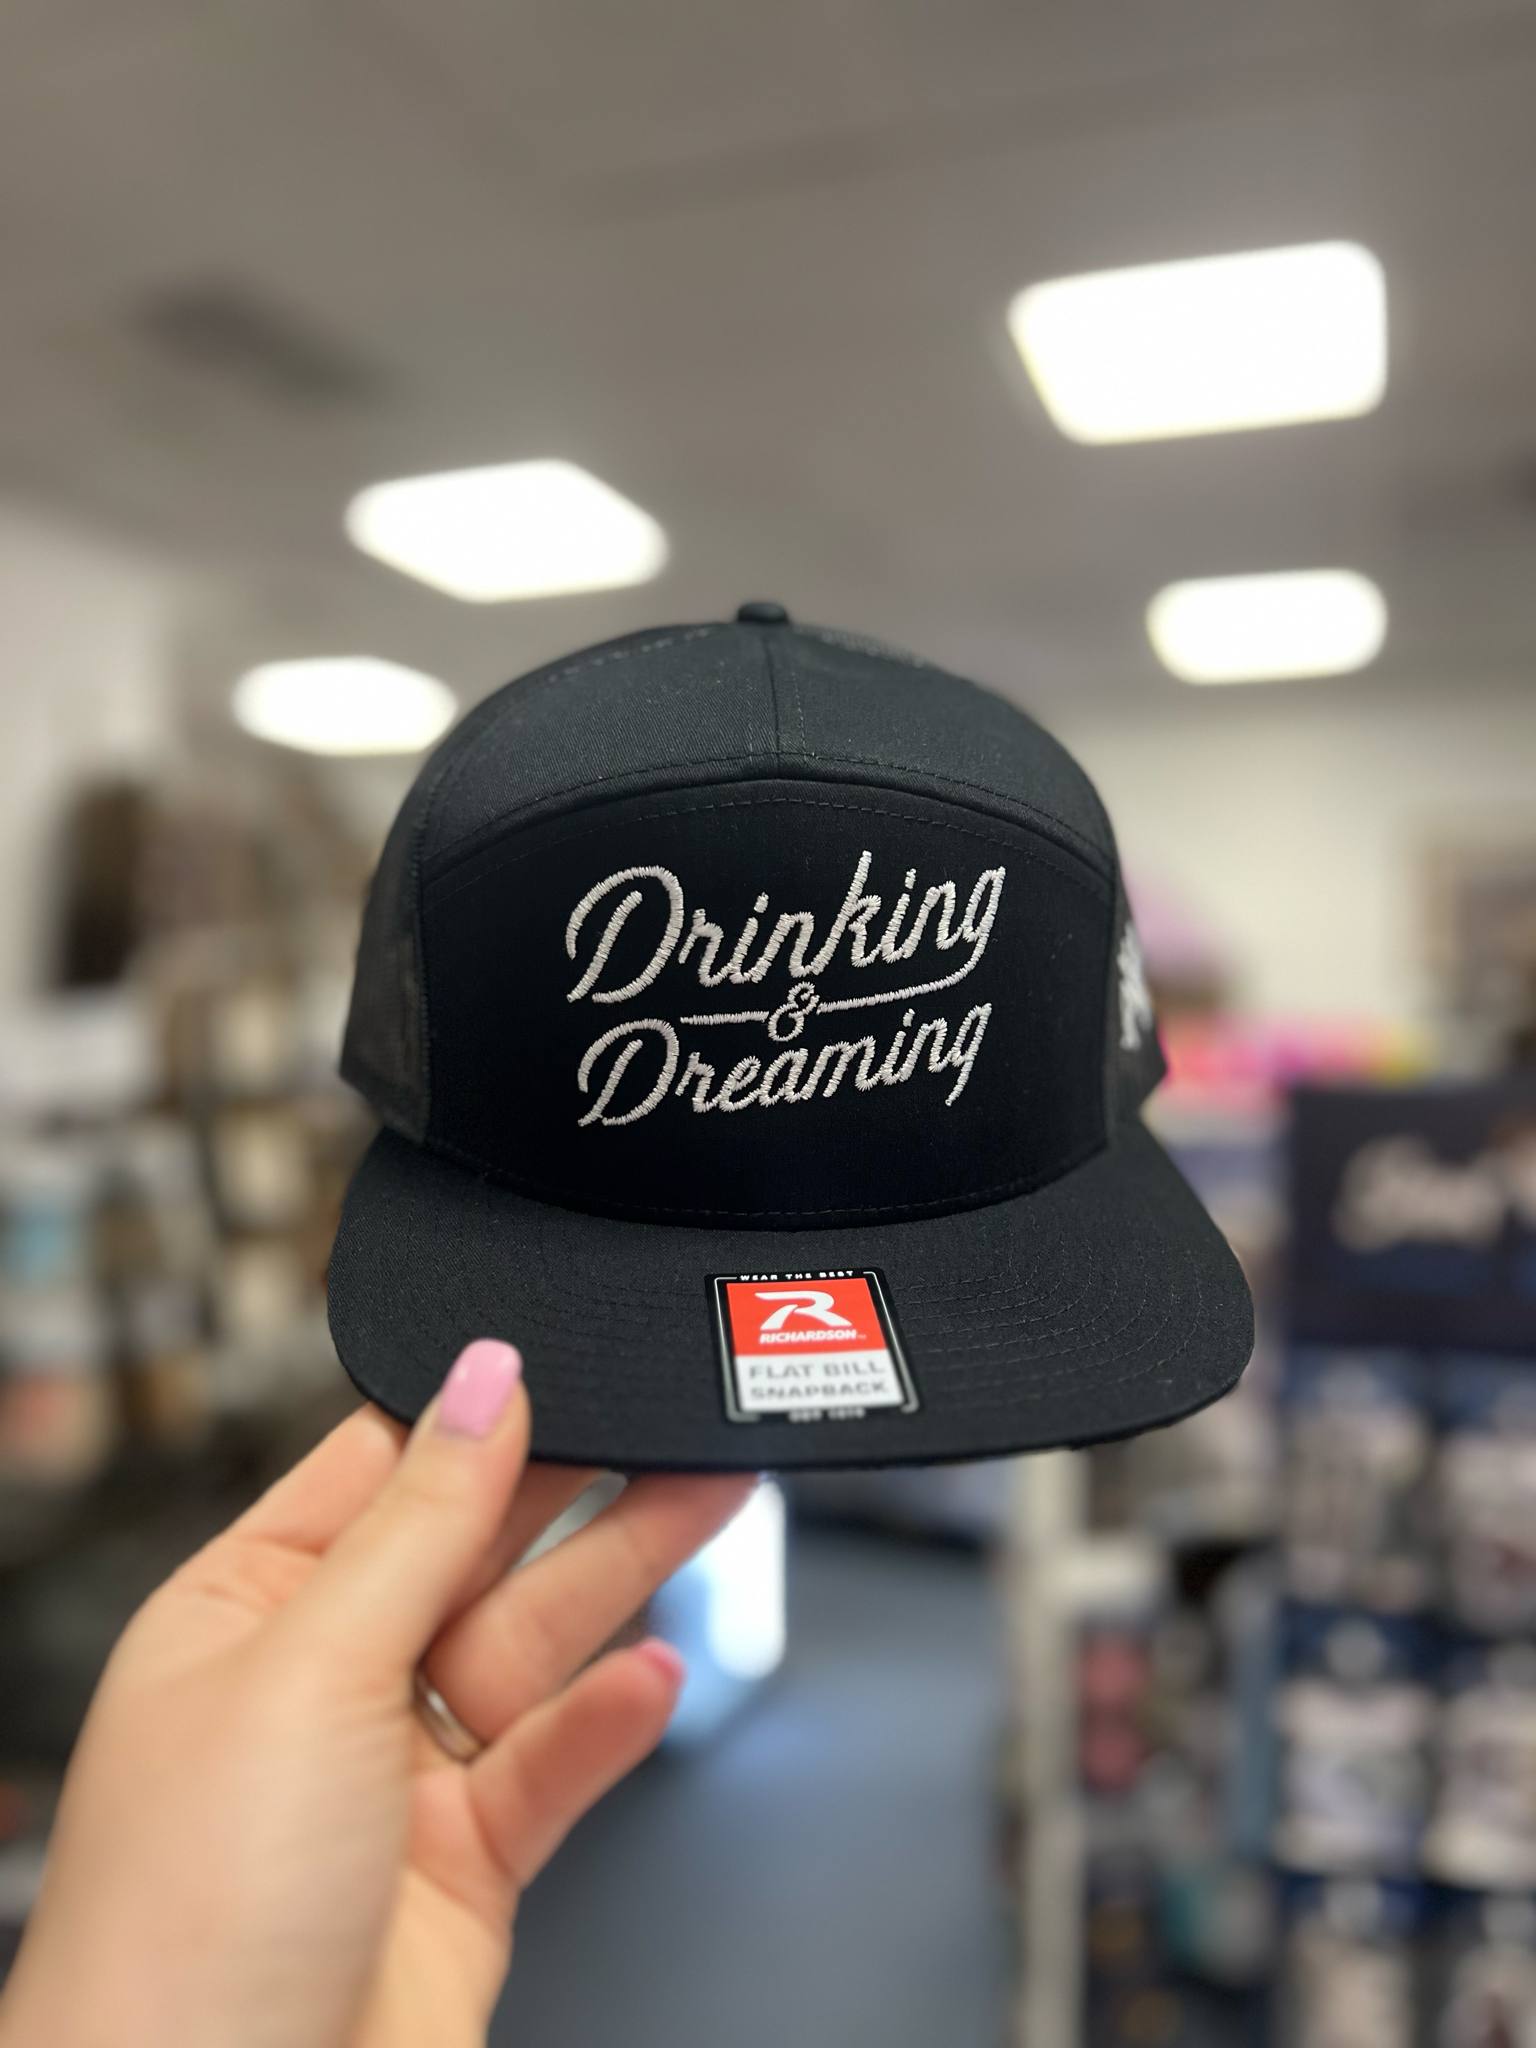 Drinking
&
Dreaming
WEAR THE BEST
R
RICHARDSON
FLAT BILL
SNAPBACK